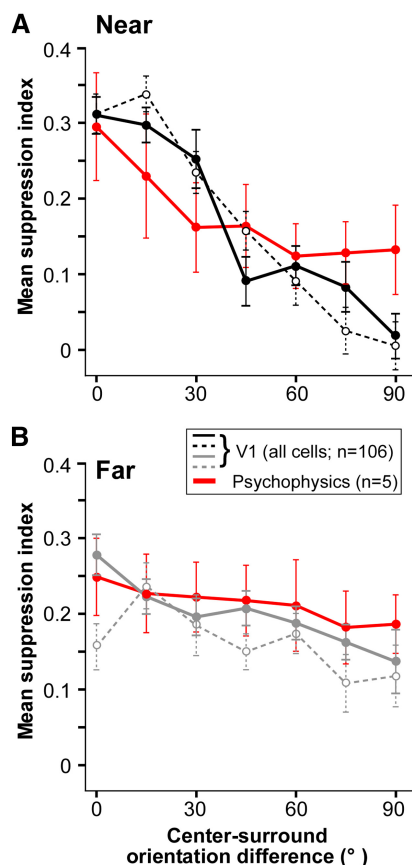 A Near
0.4
0.3
0.2
0.1
0
Mean suppression index
0 30 60 90
B
Far
V1 (all cells; n=106)
Psychophysics (n=5)
0.4
0.3
0.2
0.1
0
Mean suppression index
0 30 60 90
Center-surround
orientation difference (° )